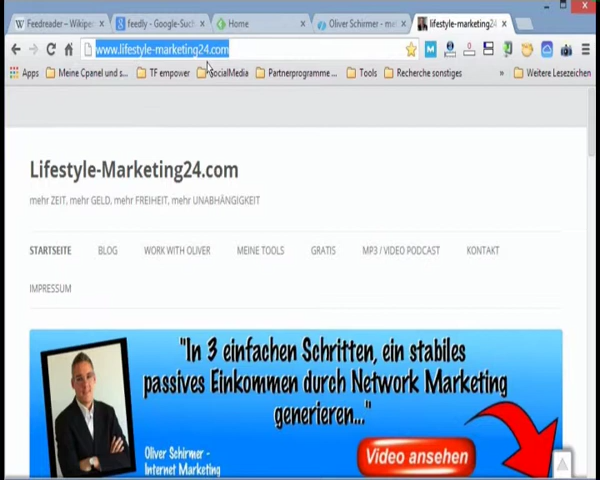 Feedreader – Wikiper
feedly - Google-Such
Home
Oliver Schirmer - me
lifestyle-marketing24
www.lifestyle-marketing24.com
Apps
Meine Cpanel und s...
TF empower
SocialMedia
Partnerprogramme ...
Tools
Recherche sonstiges
»
Weitere Lesezeichen
Lifestyle-Marketing24.com
mehr ZEIT, mehr GELD, mehr FREIHEIT, mehr UNABHÄNGIGKEIT
STARTSEITE BLOG WORK WITH OLIVER MEINE TOOLS GRATIS MP3 / VIDEO PODCAST KONTAKT
IMPRESSUM
"In 3 einfachen Schritten, ein stabiles
passives Einkommen durch Network Marketing
generieren..."
Oliver Schirmer -
Internet Marketing
Video ansehen